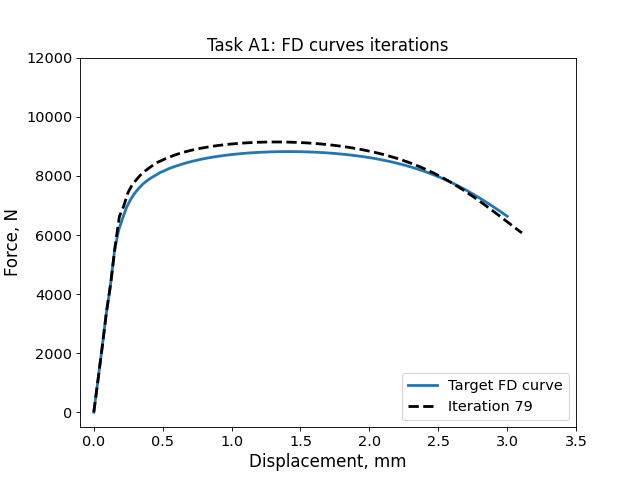 Task A1: FD curves iterations
12000
10000
8000
6000
4000
2000
0
Force, N
0.0 0.5 1.0 1.5 2.0 2.5 3.0 3.5
Displacement, mm
Target FD curve
Iteration 79